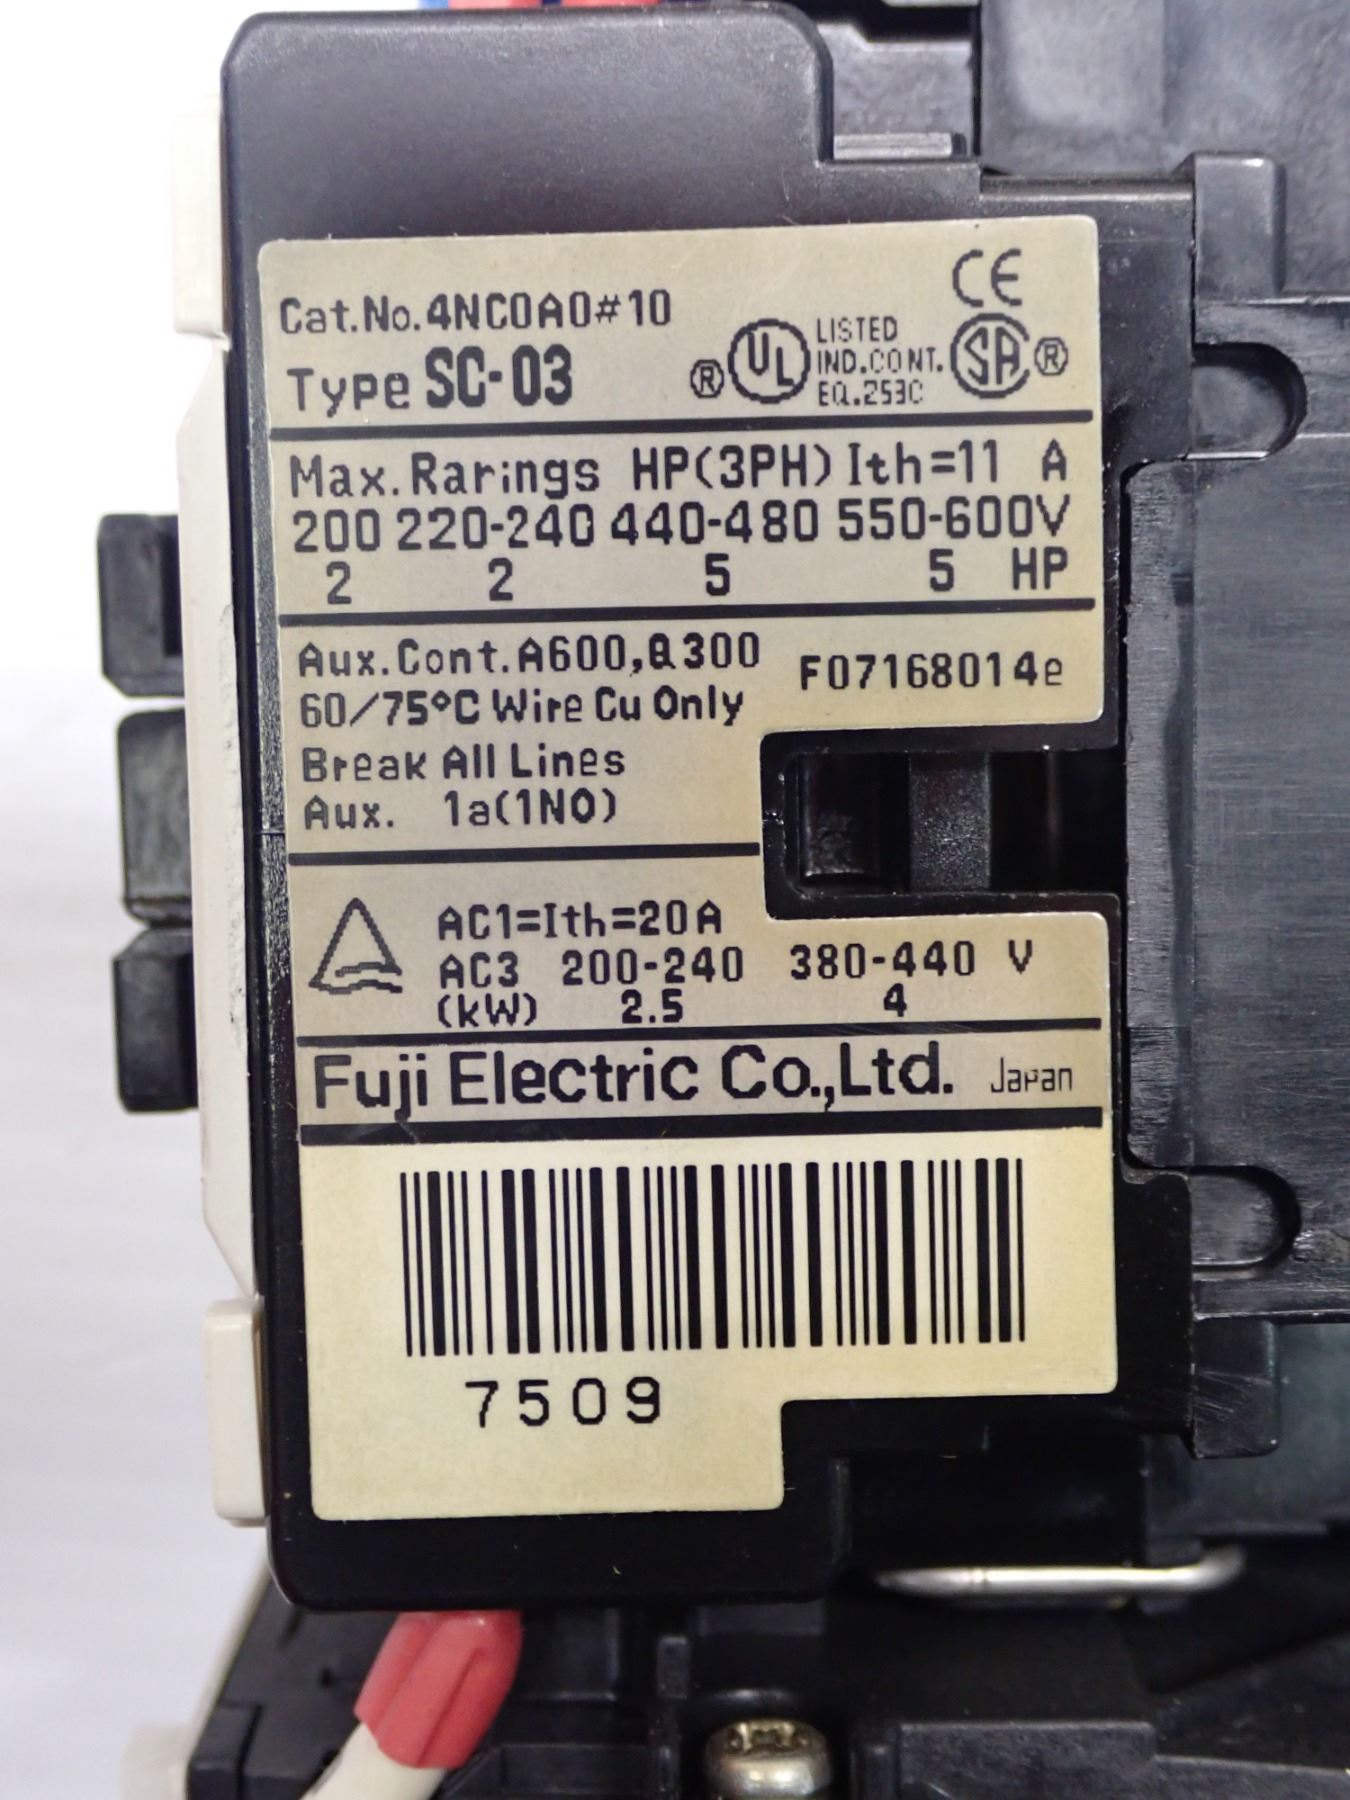 CE
Cat.No.4NC0A0#10
Type SC-03
® UL LISTED
IND.CONT.
EQ.253C
SA ®
Max.Rarings HP(3PH) Ith=11 A
200 220-240 440-480 550-600V
2 2 5 5 HP
Aux.Cont.A600,Q300
F07168014e
60/75°C Wire Cu Only
Break All Lines
Aux. 1a(1NO)
AC1=Ith=20A
AC3 200-240 380-440 V
(kW) 2.5 4
Fuji Electric Co.,Ltd. Japan
7509